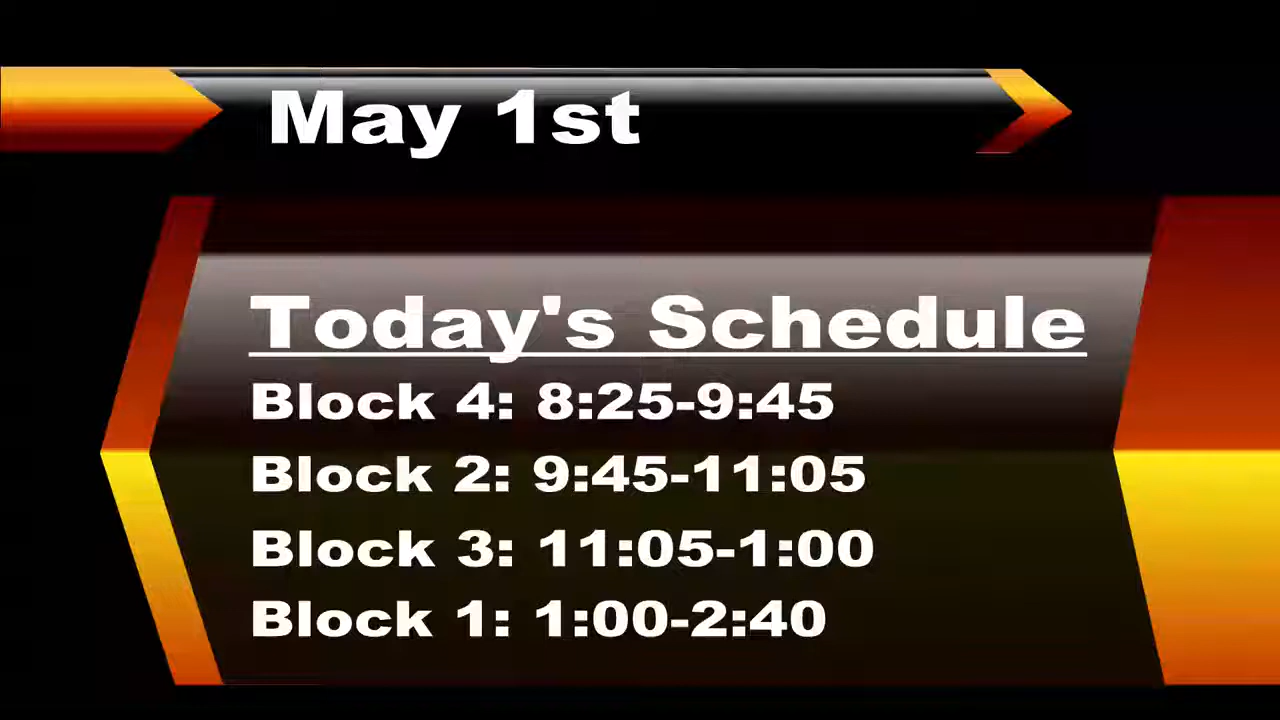 May 1st
Today's Schedule
Block 4: 8:25-9:45
Block 2: 9:45-11:05
Block 3: 11:05-1:00
Block 1: 1:00-2:40